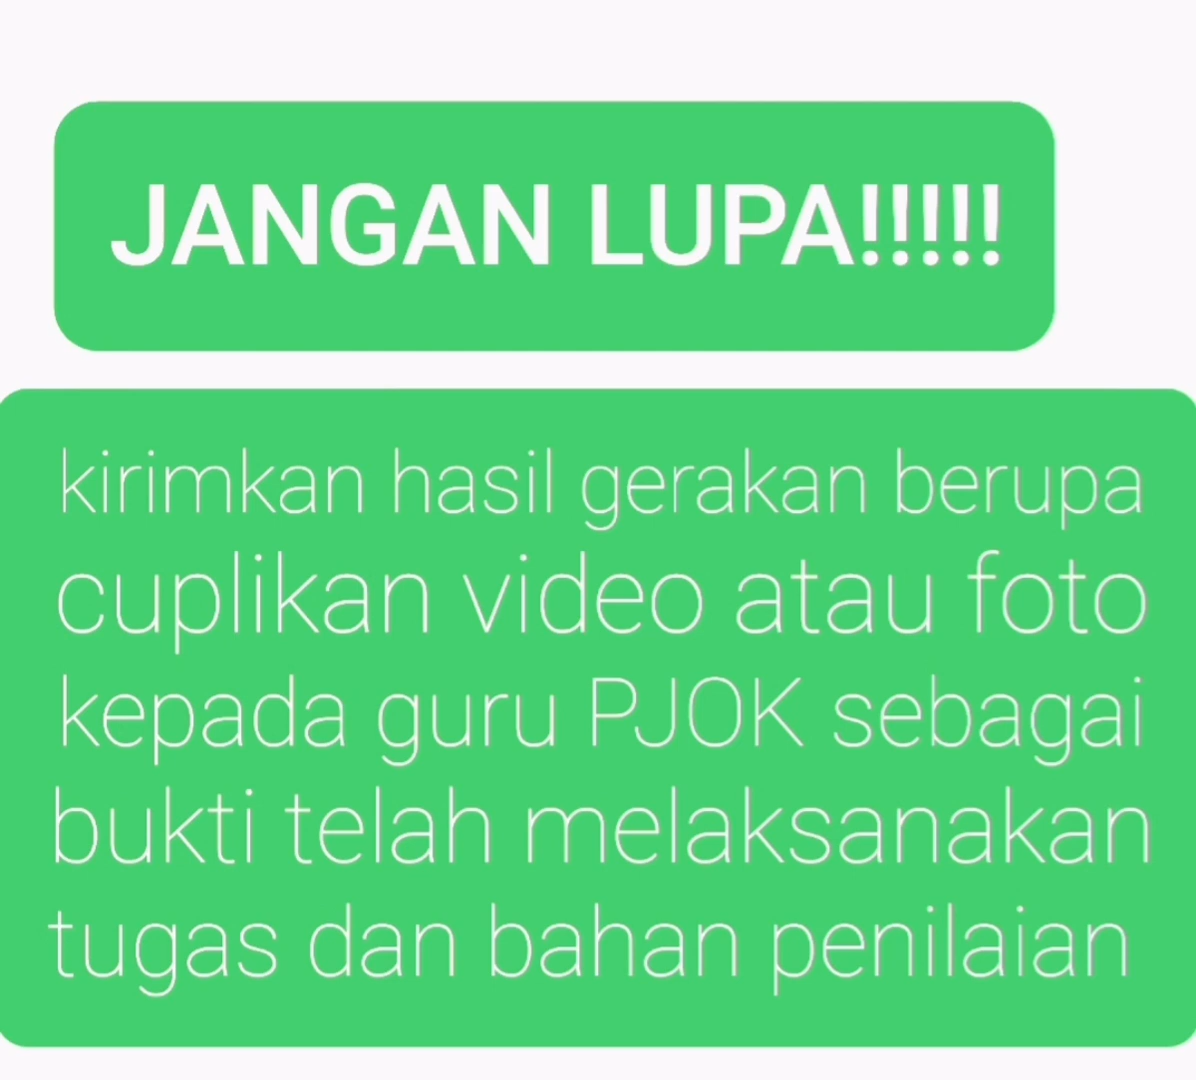 JANGAN LUPA!!!!!
kirimkan hasil gerakan berupa
cuplikan video atau foto
kepada guru PJOK sebagai
bukti telah melaksanakan
tugas dan bahan penilaian